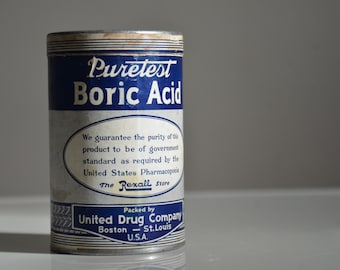 Puretest
Boric Acid
We guarantee the purity of this
product to be of government
standard as required by the
United States Pharmacopoeia
The Rexall Store
Packed by
United Drug Company
Boston — St. Louis
U.S.A.